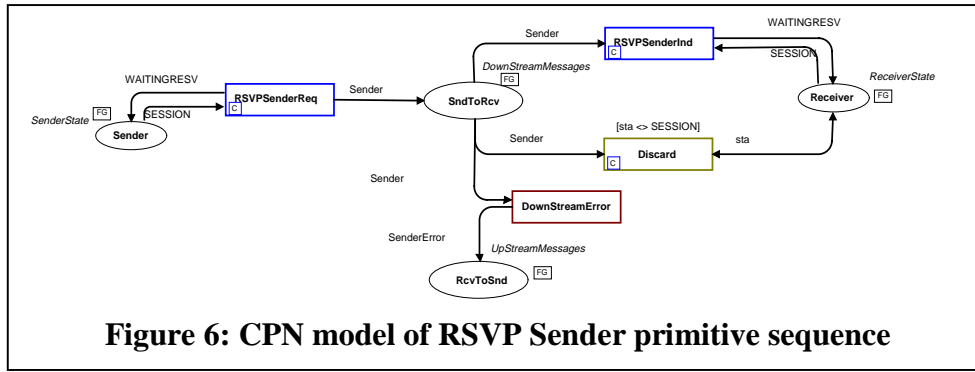 WAITINGRESV
Sender
RSVPSenderInd
C
SESSION
DownStreamMessages
FG
WAITINGRESV
RSVPSenderReq
C
Sender
SndToRcv
ReceiverState
Receiver
FG
SenderState
FG
SESSION
Sender
[sta <> SESSION]
Sender
Discard
C
sta
Sender
DownStreamError
SenderError
UpStreamMessages
RcvToSnd
FG
Figure 6: CPN model of RSVP Sender primitive sequence